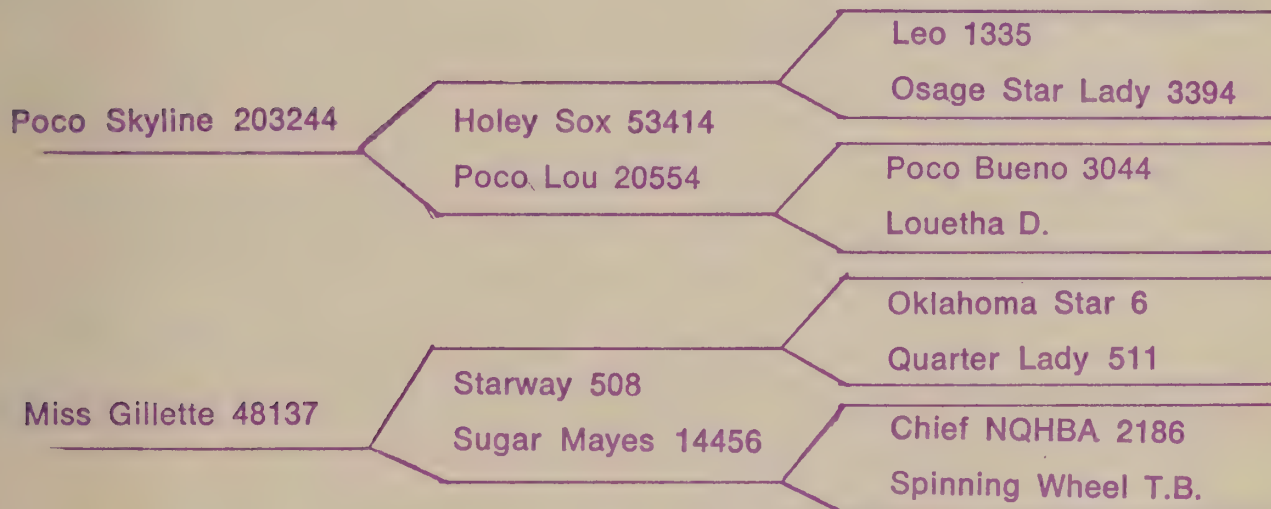 Poco Skyline 203244
Holey Sox 53414
Poco Lou 20554
Leo 1335
Osage Star Lady 3394
Poco Bueno 3044
Louetha D.
Miss Gillette 48137
Starway 508
Sugar Mayes 14456
Oklahoma Star 6
Quarter Lady 511
Chief NQHBA 2186
Spinning Wheel T.B.